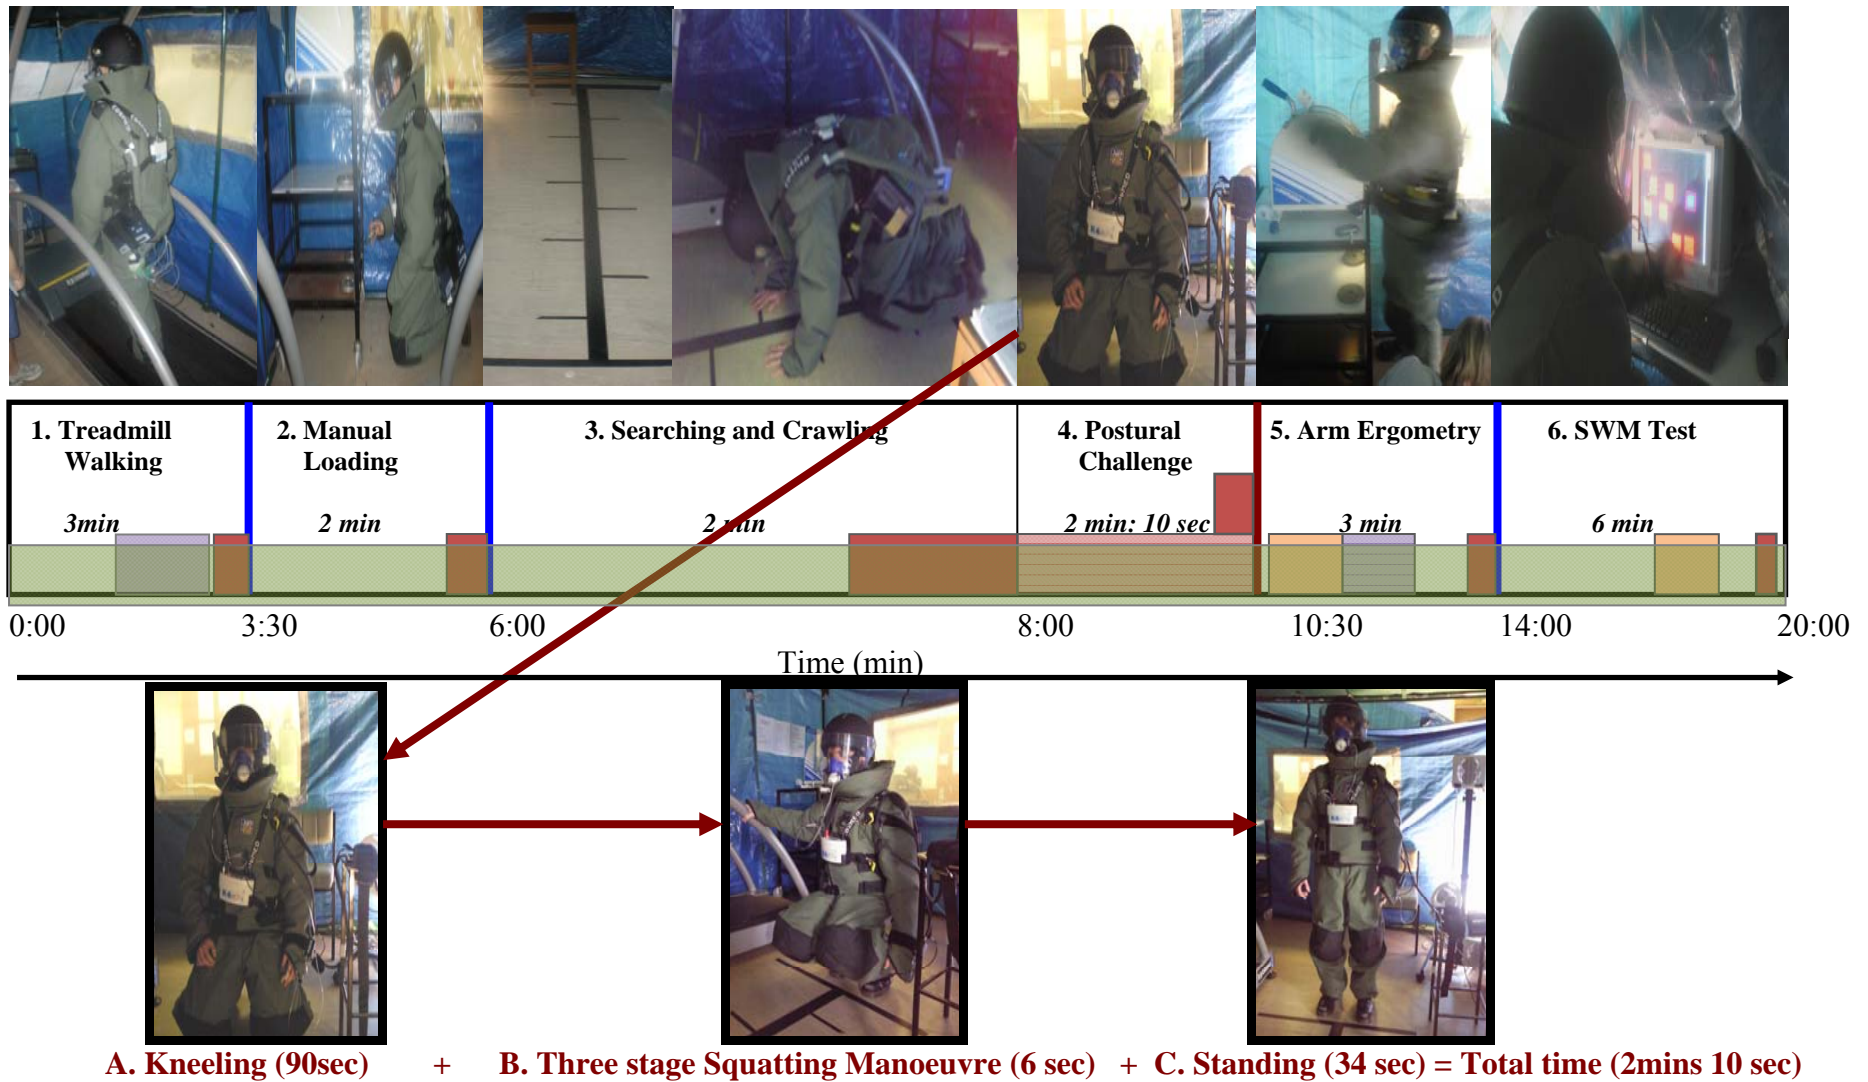 1. Treadmill
Walking
3min
2. Manual
Loading
2 min
3. Searching and Crawling
2 min
4. Postural
Challenge
2 min: 10 sec
5. Arm Ergometry
3 min
6. SWM Test
6 min
0:00 3:30 6:00 8:00 10:30 14:00 20:00
Time (min)
A. Kneeling (90sec) + B. Three stage Squatting Manoeuvre (6 sec) + C. Standing (34 sec) = Total time (2mins 10 sec)